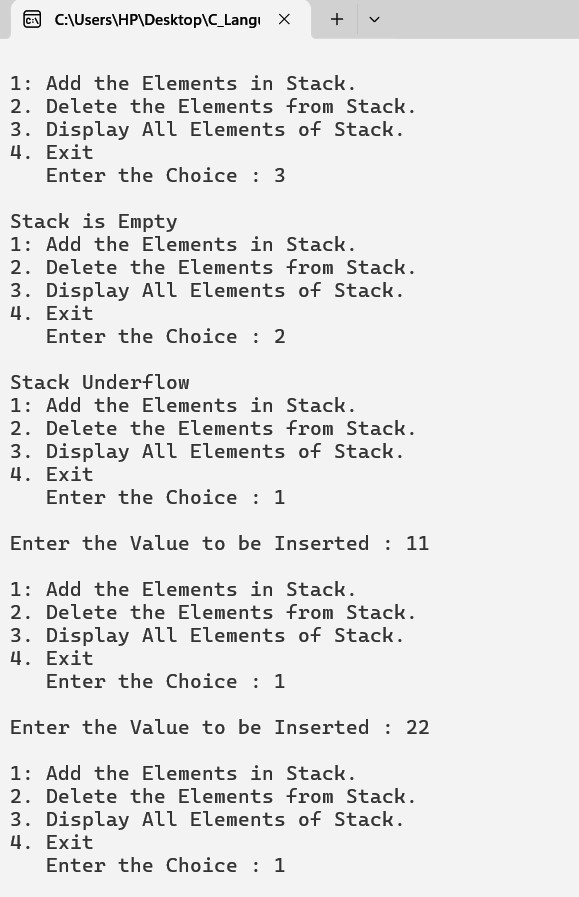 C:\Users\HP\Desktop\C_Langu
1: Add the Elements in Stack.
2. Delete the Elements from Stack.
3. Display All Elements of Stack.
4. Exit
Enter the Choice : 3
Stack is Empty
1: Add the Elements in Stack.
2. Delete the Elements from Stack.
3. Display All Elements of Stack.
4. Exit
Enter the Choice : 2
Stack Underflow
1: Add the Elements in Stack.
2. Delete the Elements from Stack.
3. Display All Elements of Stack.
4. Exit
Enter the Choice : 1
Enter the Value to be Inserted : 11
1: Add the Elements in Stack.
2. Delete the Elements from Stack.
3. Display All Elements of Stack.
4. Exit
Enter the Choice : 1
Enter the Value to be Inserted : 22
1: Add the Elements in Stack.
2. Delete the Elements from Stack.
3. Display All Elements of Stack.
4. Exit
Enter the Choice : 1